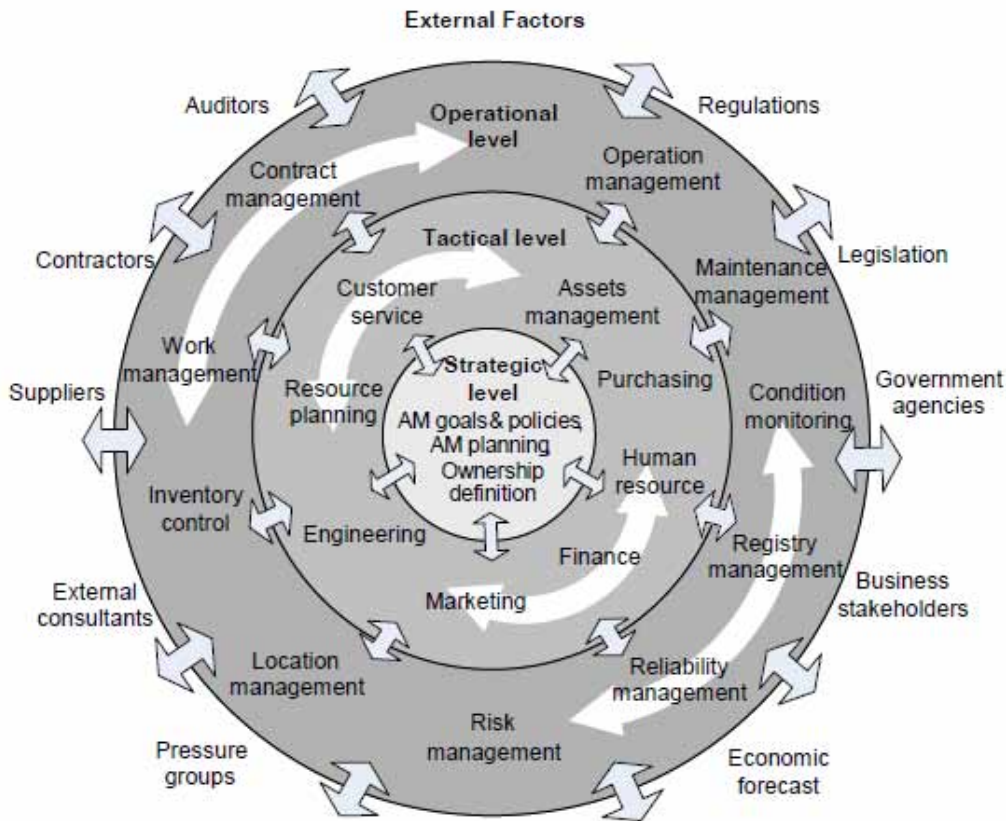 External Factors
Auditors
Regulations
Operational
level
Contract
management
Operation
management
Contractors
Legislation
Tactical level
Maintenance
management
Customer
service
Assets
management
Work
management
Suppliers
Strategic
level
Resource
planning
Purchasing
Condition
monitoring
Government
agencies
AM goals & policies,
AM planning
Ownership
definition
Human
resource
Inventory
control
Engineering
Finance
Registry
management
Marketing
External
consultants
Business
stakeholders
Location
management
Reliability
management
Risk
management
Pressure
groups
Economic
forecast